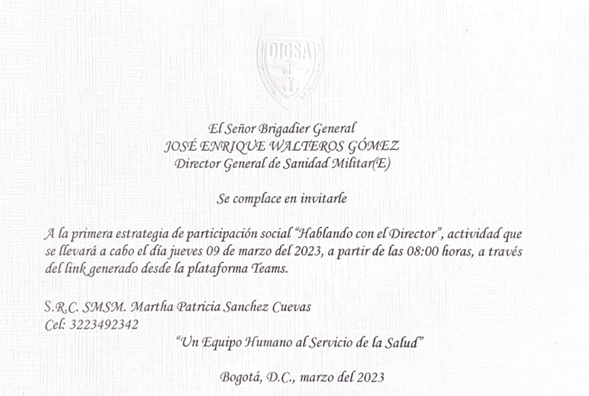 DIGSA
El Señor Brigadier General
JOSÉ ENRIQUE WALTEROS GÓMEZ
Director General de Sanidad Militar(E)
Se complace en invitarle
A la primera estrategia de participación social “Hablando con el Director”, actividad que
se llevará a cabo el día jueves 09 de marzo del 2023, a partir de las 08:00 horas, a través
del link generado desde la plataforma Teams.
S.R.C. SMSM. Martha Patricia Sanchez Cuevas
Cel: 3223492342
“Un Equipo Humano al Servicio de la Salud”
Bogotá, D.C., marzo del 2023